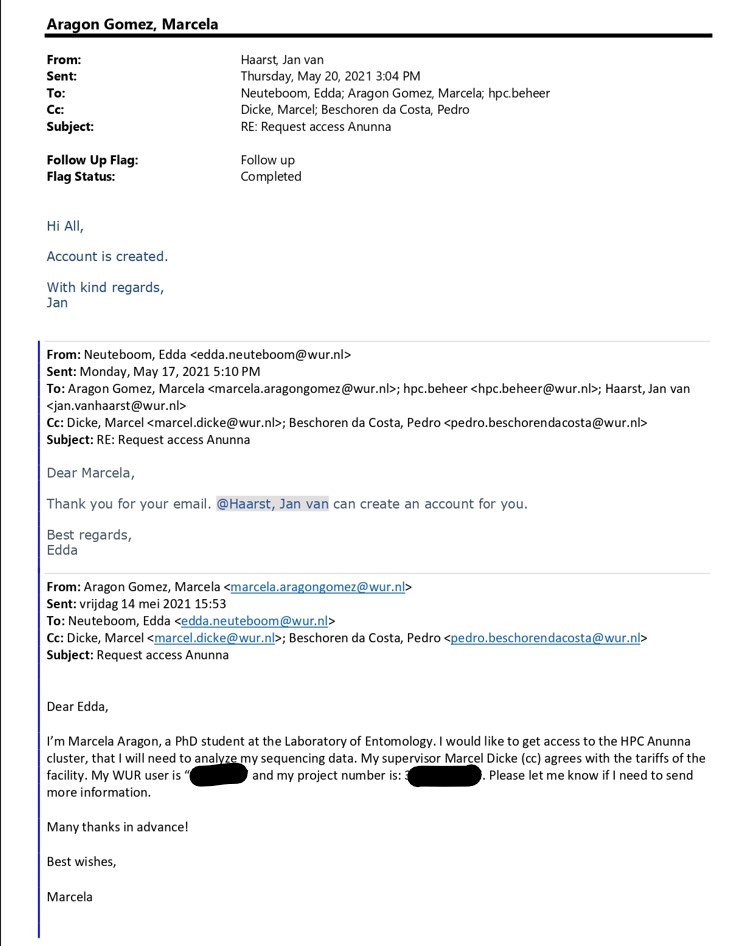 Aragon Gomez, Marcela
From: Haarst, Jan van
Sent: Thursday, May 20, 2021 3:04 PM
To: Neuteboom, Edda; Aragon Gomez, Marcela; hpc.beheer
Cc: Dicke, Marcel; Beschoren da Costa, Pedro
Subject: RE: Request access Anunna
Follow Up Flag: Follow up
Flag Status: Completed
Hi All,
Account is created.
With kind regards,
Jan
From: Neuteboom, Edda <edda.neuteboom@wur.nl>
Sent: Monday, May 17, 2021 5:10 PM
To: Aragon Gomez, Marcela <marcela.aragongomez@wur.nl>; hpc.beheer <hpc.beheer@wur.nl>; Haarst, Jan van
<jan.vanhaarst@wur.nl>
Cc: Dicke, Marcel <marcel.dicke@wur.nl>; Beschoren da Costa, Pedro <pedro.beschorendacosta@wur.nl>
Subject: RE: Request access Anunna
Dear Marcela,
Thank you for your email. @Haarst, Jan van can create an account for you.
Best regards,
Edda
From: Aragon Gomez, Marcela <marcela.aragongomez@wur.nl>
Sent: vrijdag 14 mei 2021 15:53
To: Neuteboom, Edda <edda.neuteboom@wur.nl>
Cc: Dicke, Marcel <marcel.dicke@wur.nl>; Beschoren da Costa, Pedro <pedro.beschorendacosta@wur.nl>
Subject: Request access Anunna
Dear Edda,
I'm Marcela Aragon, a PhD student at the Laboratory of Entomology. I would like to get access to the HPC Anunna
cluster, that I will need to analyze my sequencing data. My supervisor Marcel Dicke (cc) agrees with the tariffs of the
facility. My WUR user is “ and my project number is: . Please let me know if I need to send
more information.
Many thanks in advance!
Best wishes,
Marcela